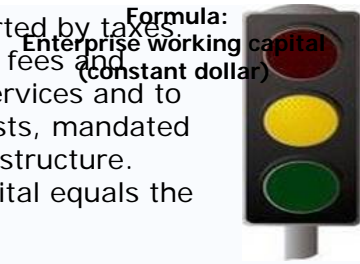 Formula:
Enterprise working capital
(constant dollar)
rted by taxes.
fees and
ervices and to
sts, mandated
structure.
ital equals the